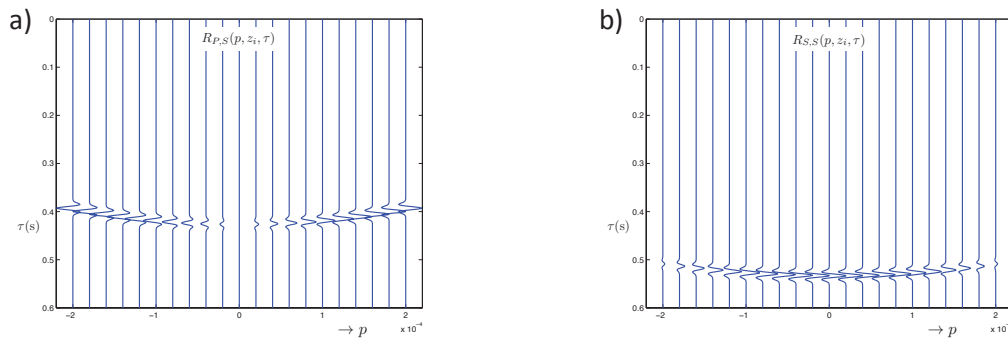 a)
R_{P,S}(p, z_i, τ)
0
0.1
0.2
0.3
0.4
τ(s)
0.5
0.6
−2 −1 0 1 2
→ p
x 10⁻⁴
b)
R_{S,S}(p, z_i, τ)
0
0.1
0.2
0.3
0.4
τ(s)
0.5
0.6
−2 −1 0 1 2
→ p
x 10⁻